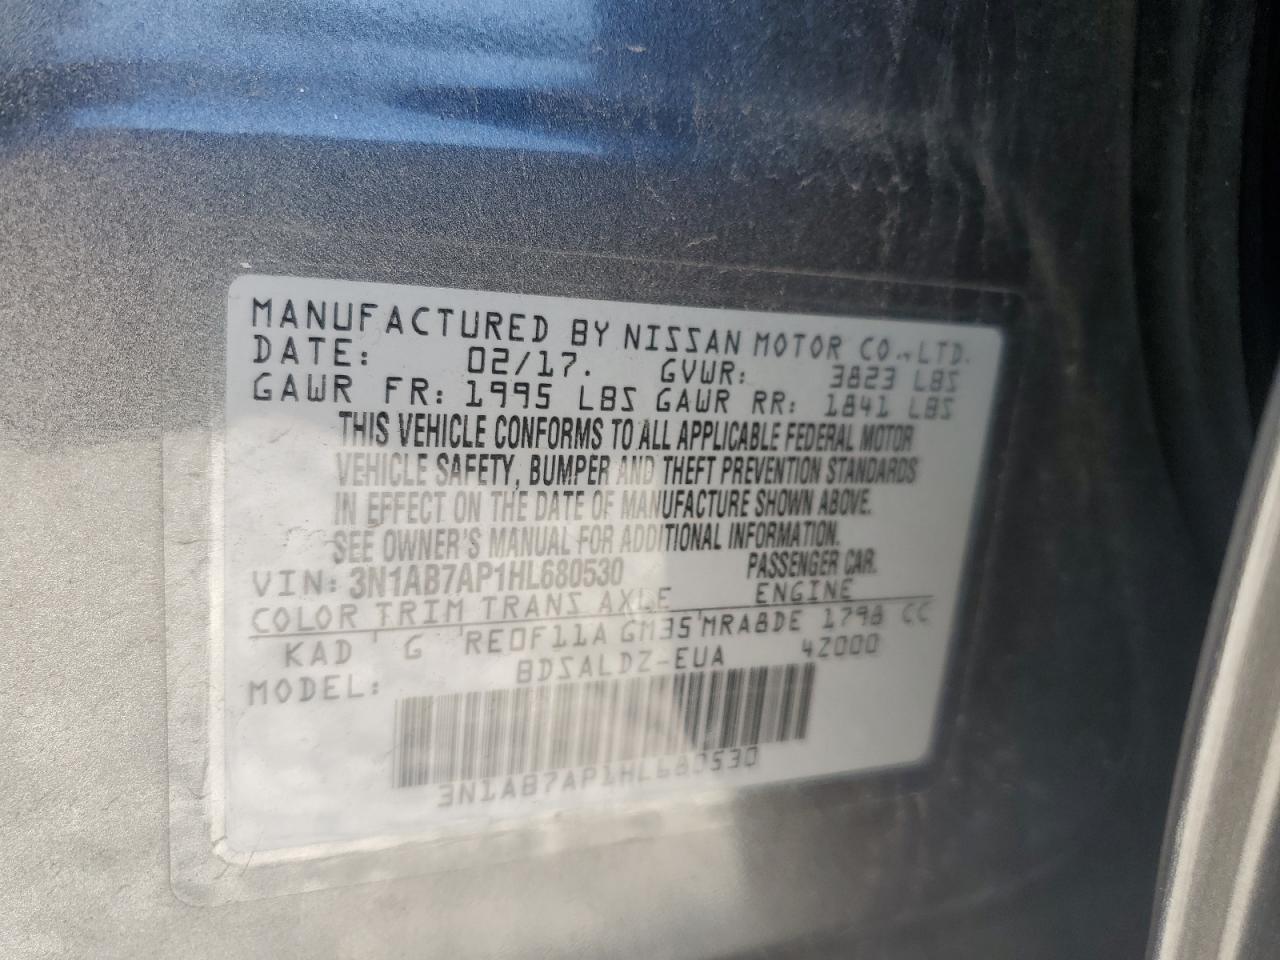 MANUFACTURED BY NISSAN MOTOR CO., LTD.
DATE: 02/17. GVWR: 3823 LBS
GAWR FR: 1995 LBS GAWR RR: 1841 LBS
THIS VEHICLE CONFORMS TO ALL APPLICABLE FEDERAL MOTOR
VEHICLE SAFETY, BUMPER AND THEFT PREVENTION STANDARDS
IN EFFECT ON THE DATE OF MANUFACTURE SHOWN ABOVE.
SEE OWNER'S MANUAL FOR ADDITIONAL INFORMATION.
VIN: 3N1AB7AP1HL680530 PASSENGER CAR.
COLOR TRIM TRANS AXLE ENGINE
KAD G RE0F11A GM35 MRA8DE 1798 CC
MODEL: BDSALDZ-EUA 42000
3N1AB7AP1HL680530